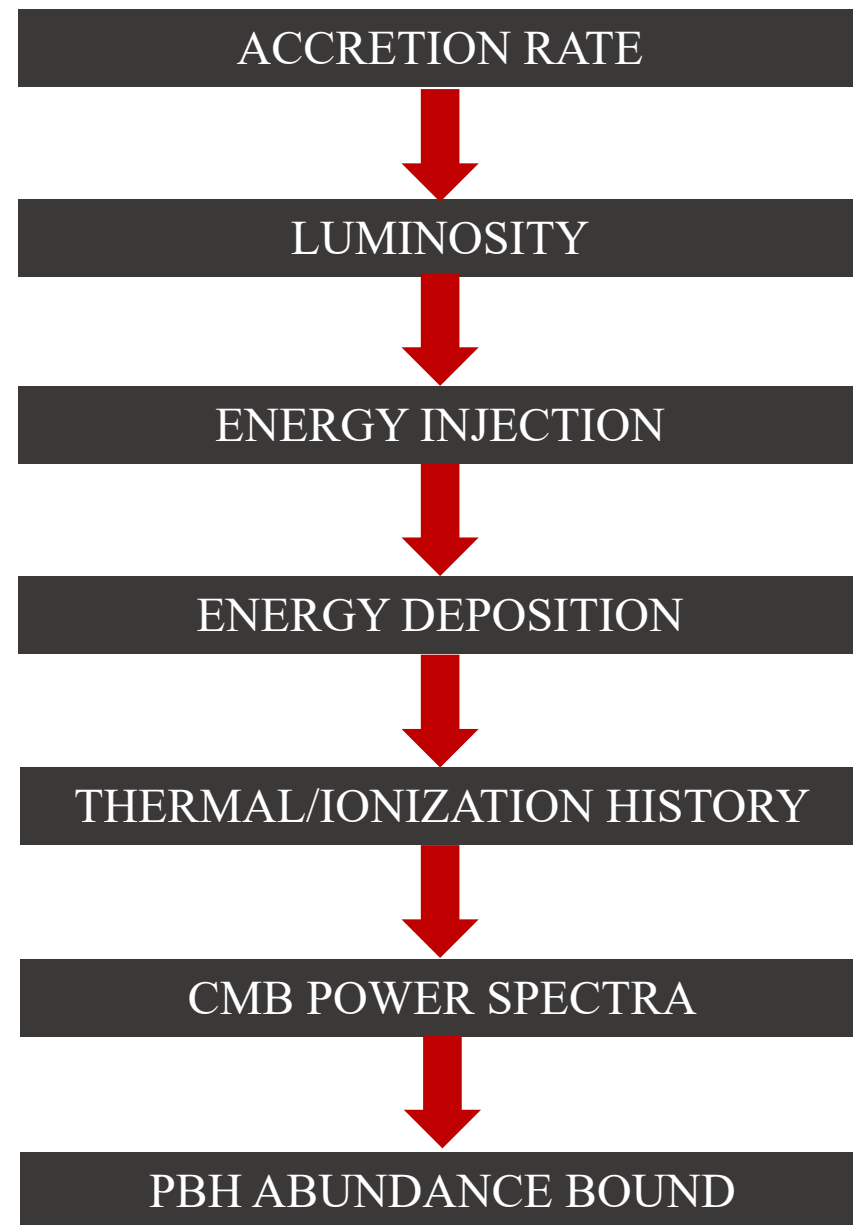 ACCRETION RATE
LUMINOSITY
ENERGY INJECTION
ENERGY DEPOSITION
THERMAL/IONIZATION HISTORY
CMB POWER SPECTRA
PBH ABUNDANCE BOUND